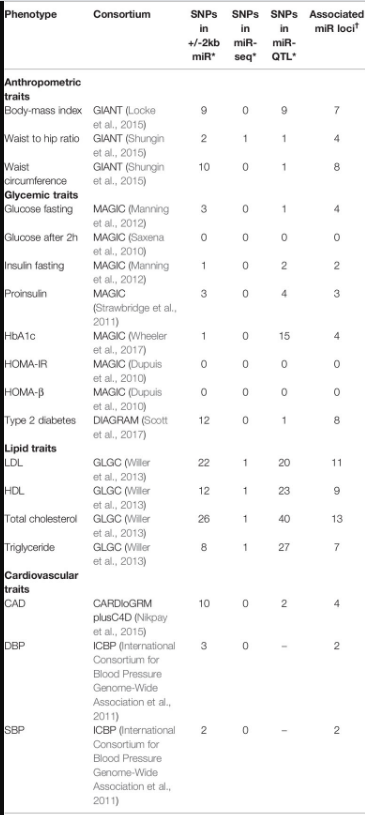 Phenotype Consortium SNPs SNPs SNPs Associated
in in in miR loci†
+/-2kb miR- miR-
miR* seq* QTL*
Anthropometric
traits
Body-mass index GIANT (Locke 9 0 9 7
et al., 2015)
Waist to hip ratio GIANT (Shungin 2 1 1 4
et al., 2015)
Waist GIANT (Shungin 10 0 1 8
circumference et al., 2015)
Glycemic traits
Glucose fasting MAGIC (Manning 3 0 1 4
et al., 2012)
Glucose after 2h MAGIC (Saxena 0 0 0 0
et al., 2010)
Insulin fasting MAGIC (Manning 1 0 2 2
et al., 2012)
Proinsulin MAGIC 3 0 4 3
(Strawbridge et al.,
2011)
HbA1c MAGIC (Wheeler 1 0 15 4
et al., 2017)
HOMA-IR MAGIC (Dupuis 0 0 0 0
et al., 2010)
HOMA-β MAGIC (Dupuis 0 0 0 0
et al., 2010)
Type 2 diabetes DIAGRAM (Scott 12 0 1 8
et al., 2017)
Lipid traits
LDL GLGC (Willer 22 1 20 11
et al., 2013)
HDL GLGC (Willer 12 1 23 9
et al., 2013)
Total cholesterol GLGC (Willer 26 1 40 13
et al., 2013)
Triglyceride GLGC (Willer 8 1 27 7
et al., 2013)
Cardiovascular
traits
CAD CARDIoGRM 10 0 2 4
plusC4D (Nikpay
et al., 2015)
DBP ICBP (International 3 0 – 2
Consortium for
Blood Pressure
Genome-Wide
Association et al.,
2011)
SBP ICBP (International 2 0 – 2
Consortium for
Blood Pressure
Genome-Wide
Association et al.,
2011)